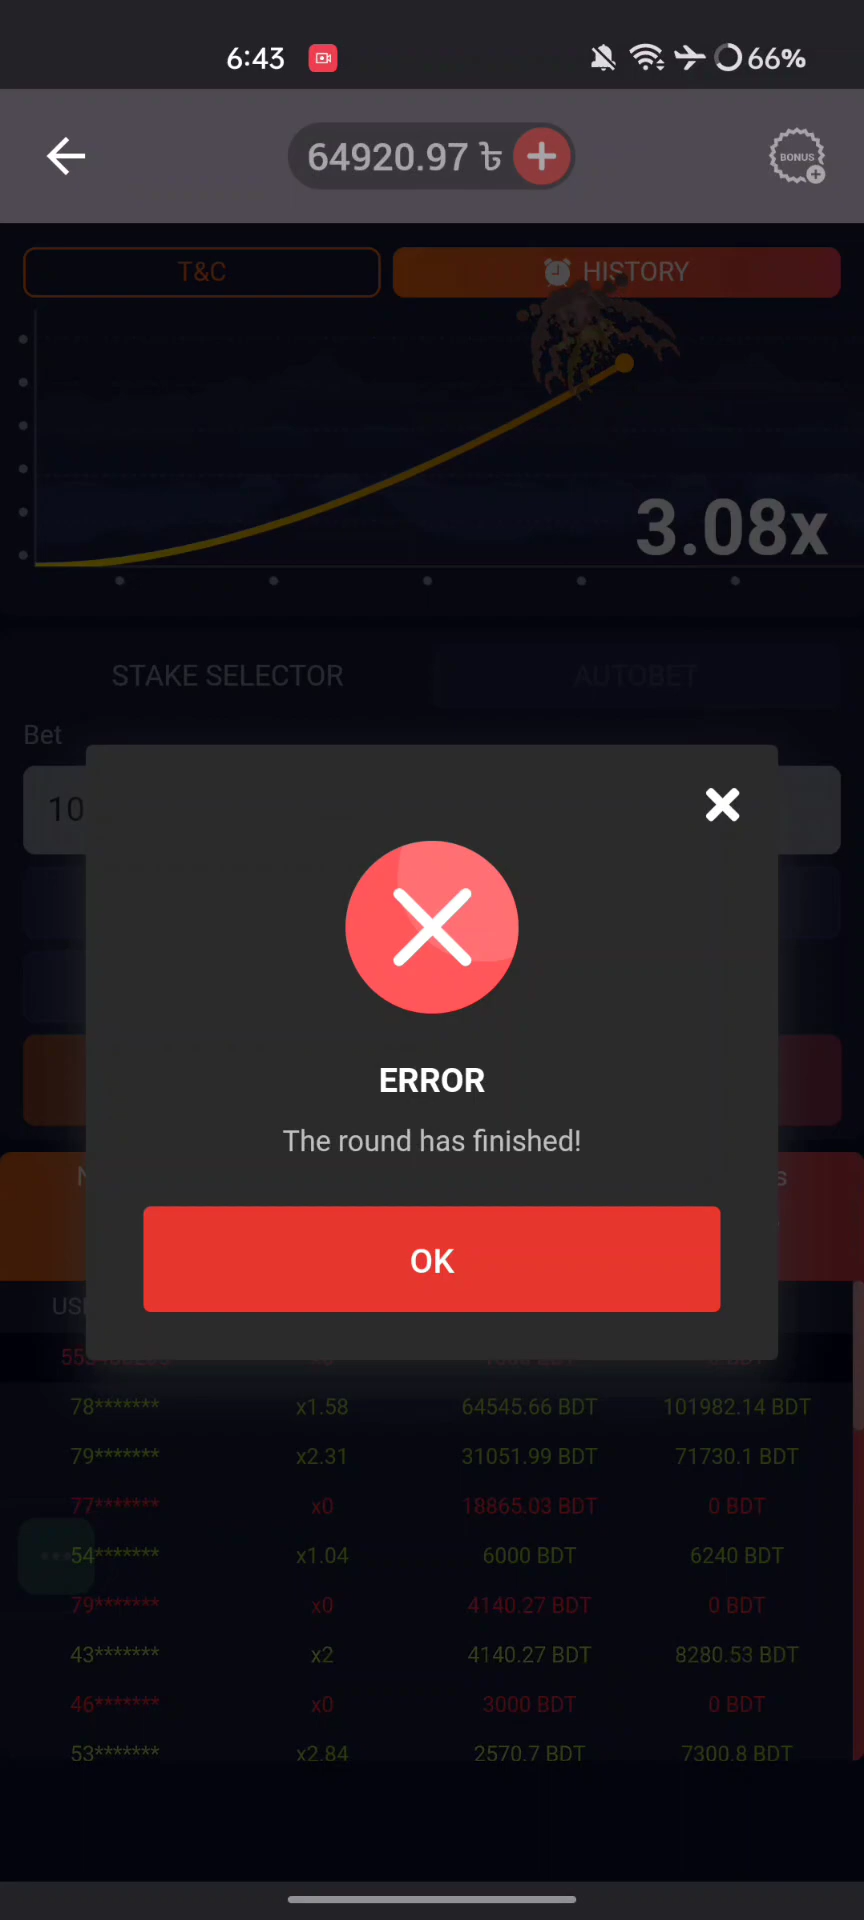 6:43
66%
64920.97 ৳
BONUS
T&C
HISTORY
3.08x
STAKE SELECTOR
AUTOBET
Bet
10
ERROR
The round has finished!
OK
78******* x1.58 64545.66 BDT 101982.14 BDT
79******* x2.31 31051.99 BDT 71730.1 BDT
77******* x0 18865.03 BDT 0 BDT
54******* x1.04 6000 BDT 6240 BDT
79******* x0 4140.27 BDT 0 BDT
43******* x2 4140.27 BDT 8280.53 BDT
46******* x0 3000 BDT 0 BDT
53******* x2.84 2570.7 BDT 7300.8 BDT